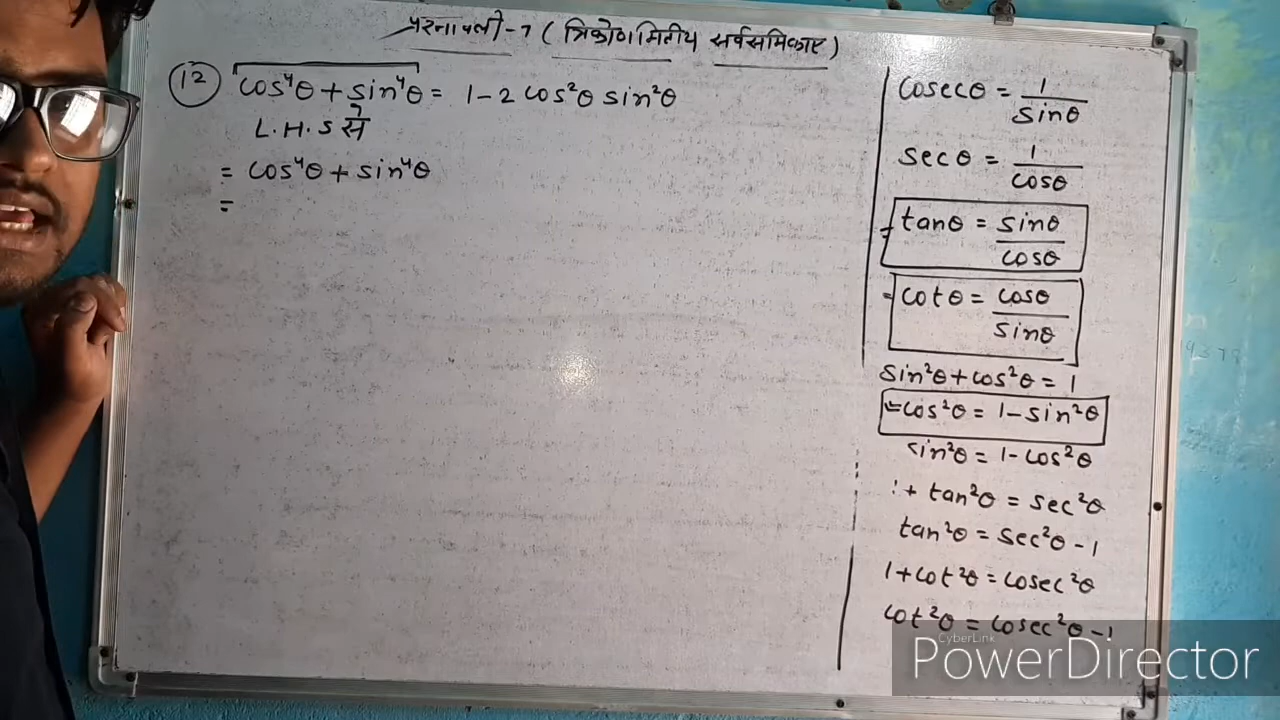 प्रश्नावली-7 (त्रिकोणमितीय सर्वसमिकाए)
12 cos⁴θ + sin⁴θ = 1 - 2 cos²θ sin²θ
L.H.S से
= cos⁴θ + sin⁴θ
=
cosecθ = 1/sinθ
secθ = 1/cosθ
= tanθ = sinθ/cosθ
= cotθ = cosθ/sinθ
sin²θ + cos²θ = 1
= cos²θ = 1 - sin²θ
sin²θ = 1 - cos²θ
1 + tan²θ = sec²θ
tan²θ = sec²θ - 1
1 + cot²θ = cosec²θ
cot²θ = cosec²θ - 1
CyberLink
PowerDirector